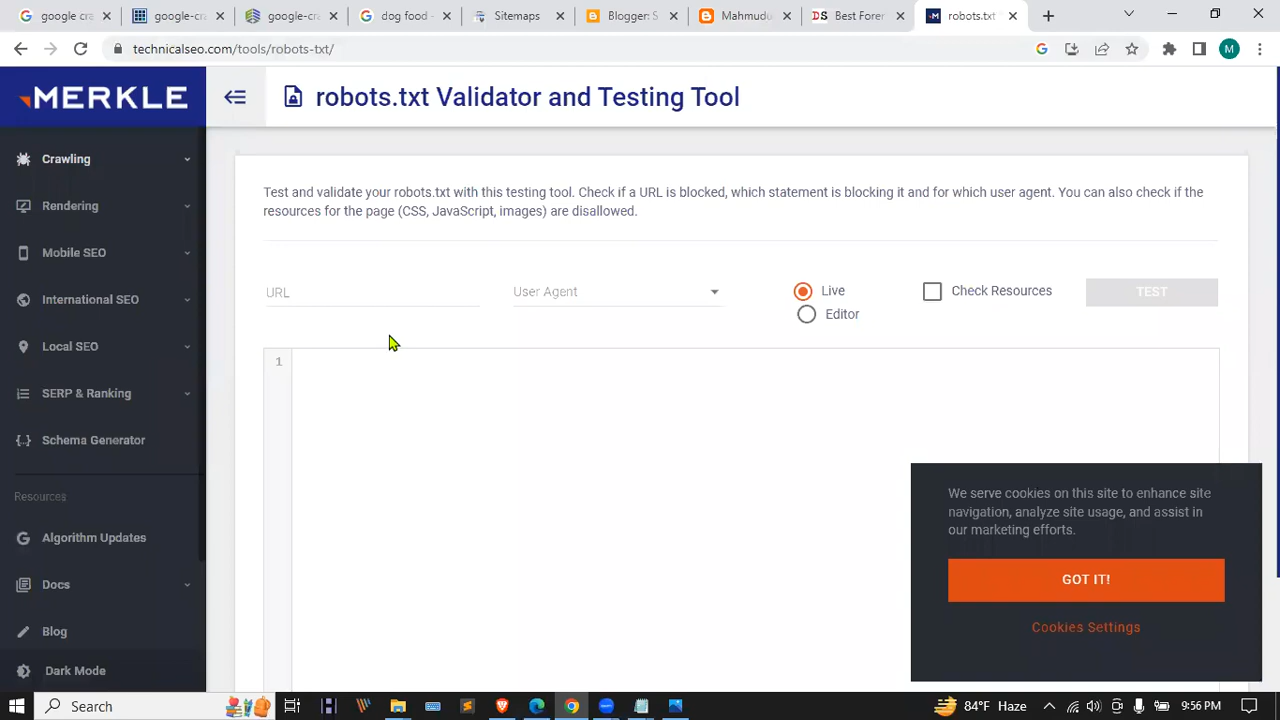 google cra
google-cra
google-cra
dog food -
Sitemaps
Blogger: S
Mahmudu
DS Best Forer
robots.txt
technicalseo.com/tools/robots-txt/
M
MERKLE
robots.txt Validator and Testing Tool
Crawling
Rendering
Mobile SEO
International SEO
Local SEO
SERP & Ranking
Schema Generator
Resources
Algorithm Updates
Docs
Blog
Dark Mode
Test and validate your robots.txt with this testing tool. Check if a URL is blocked, which statement is blocking it and for which user agent. You can also check if the
resources for the page (CSS, JavaScript, images) are disallowed.
URL
User Agent
Live
Editor
Check Resources
TEST
1
We serve cookies on this site to enhance site
navigation, analyze site usage, and assist in
our marketing efforts.
GOT IT!
Cookies Settings
Search
84°F Haze
9:56 PM